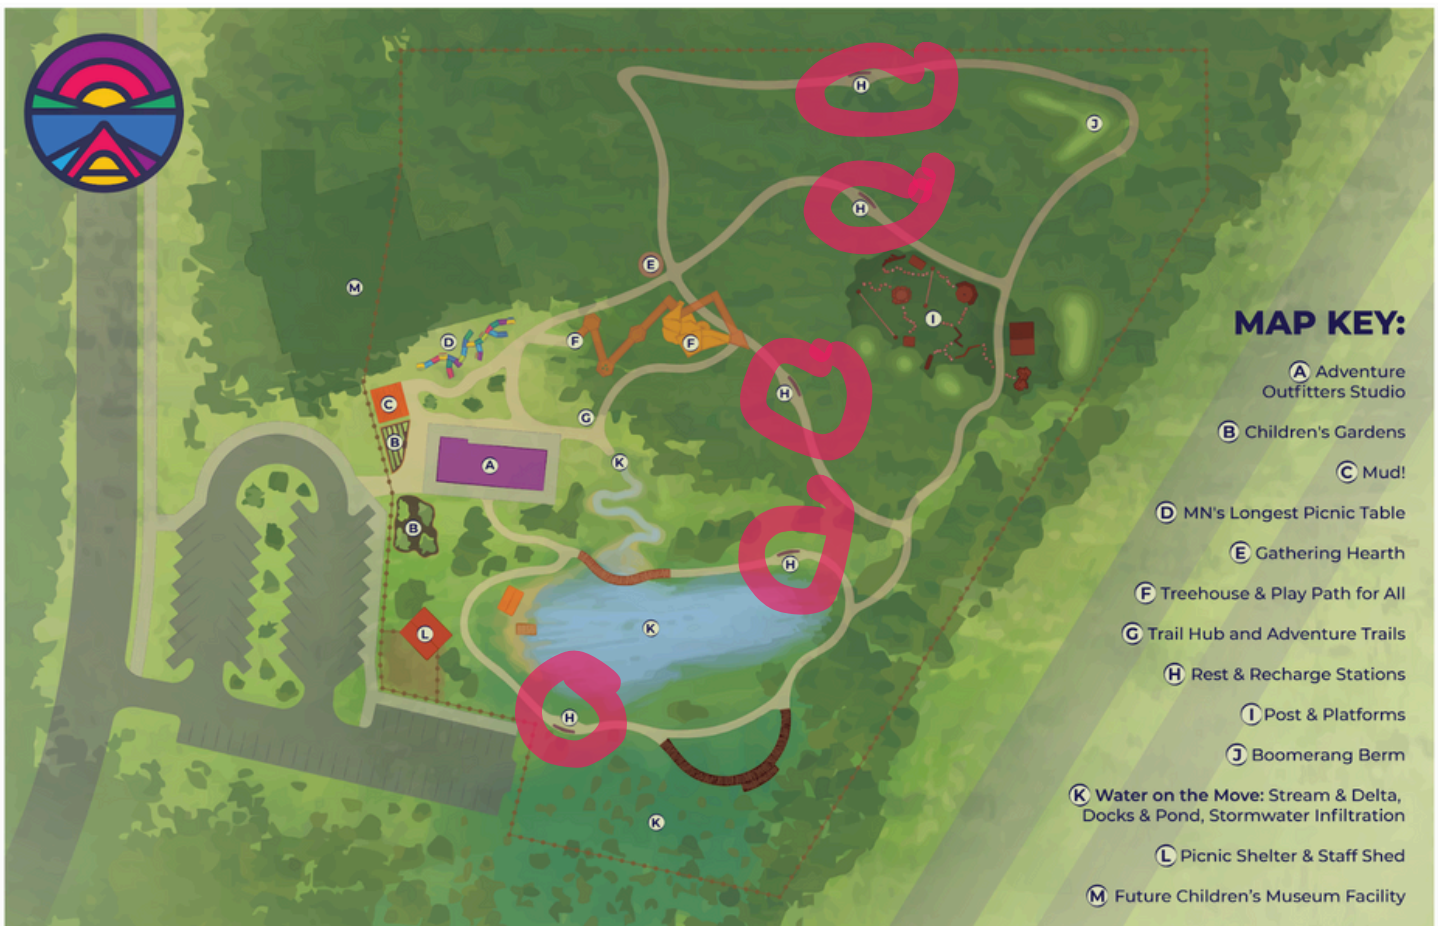 H
J
H
E
M
I
D
F
F
C
H
G
B
A
K
B
H
L
K
H
K
MAP KEY:
A Adventure
Outfitters Studio
B Children's Gardens
C Mud!
D MN's Longest Picnic Table
E Gathering Hearth
F Treehouse & Play Path for All
G Trail Hub and Adventure Trails
H Rest & Recharge Stations
I Post & Platforms
J Boomerang Berm
K Water on the Move: Stream & Delta,
Docks & Pond, Stormwater Infiltration
L Picnic Shelter & Staff Shed
M Future Children's Museum Facility